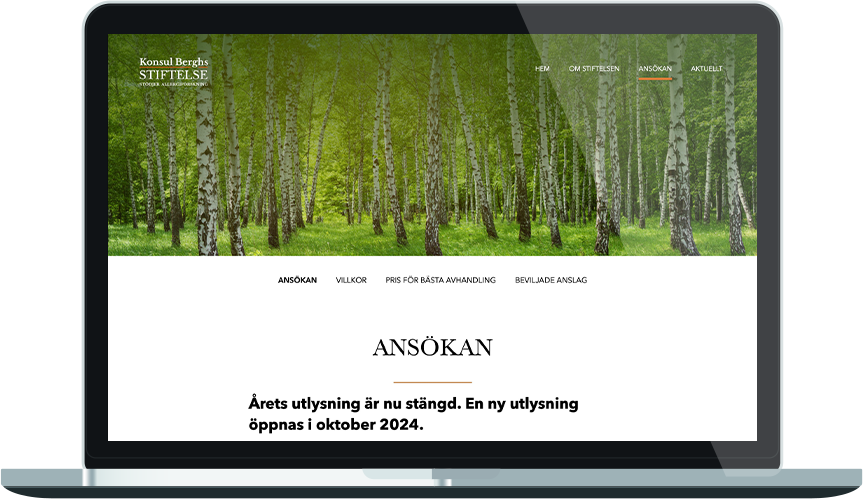 Konsul Berghs
STIFTELSE
STÖDJER ALLERGIFORSKNING
HEM OM STIFTELSEN ANSÖKAN AKTUELLT
ANSÖKAN VILLKOR PRIS FÖR BÄSTA AVHANDLING BEVILJADE ANSLAG
ANSÖKAN
Årets utlysning är nu stängd. En ny utlysning
öppnas i oktober 2024.